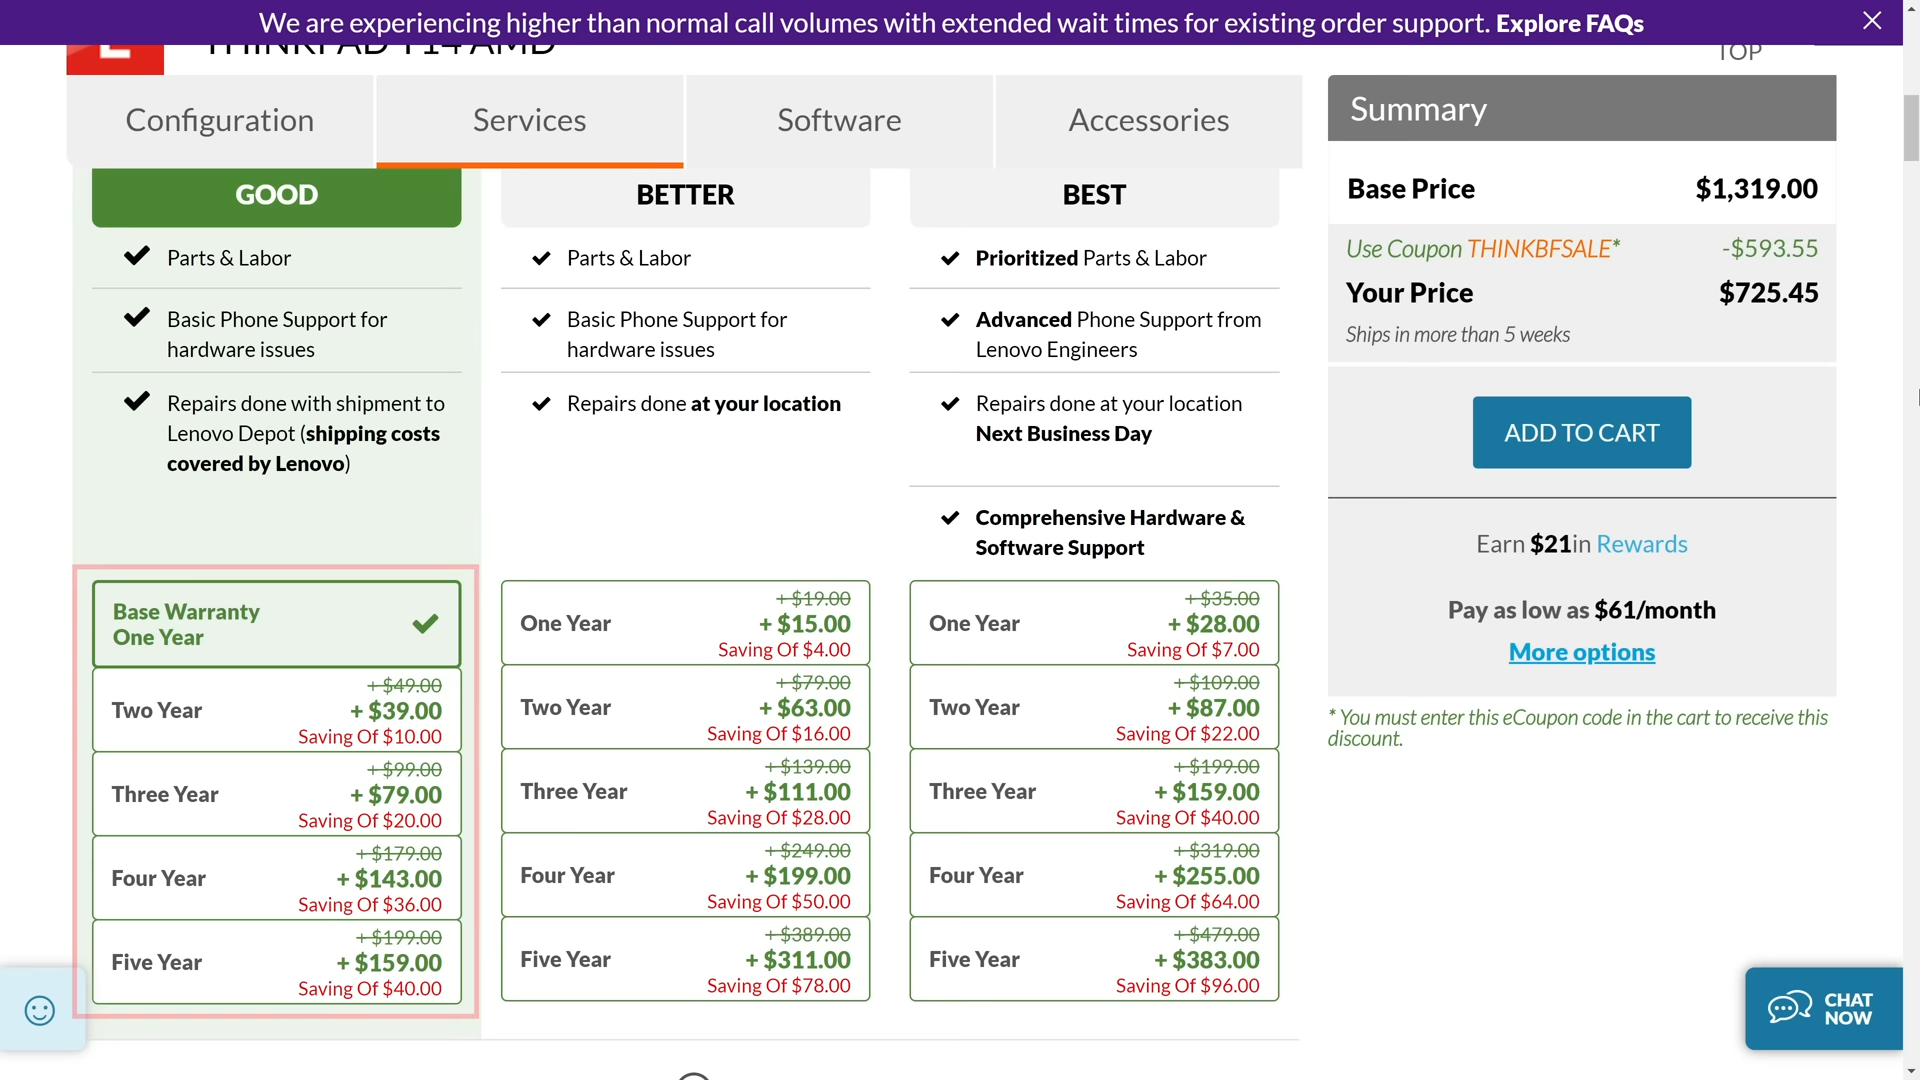 We are experiencing higher than normal call volumes with extended wait times for existing order support. Explore FAQs
THINKPAD T14 AMD
TOP
Configuration
Services
Software
Accessories
GOOD
Parts & Labor
Basic Phone Support for
hardware issues
Repairs done with shipment to
Lenovo Depot (shipping costs
covered by Lenovo)
Base Warranty
One Year
+ $49.00
Two Year
+ $39.00
Saving Of $10.00
+ $99.00
Three Year
+ $79.00
Saving Of $20.00
+ $179.00
Four Year
+ $143.00
Saving Of $36.00
+ $199.00
Five Year
+ $159.00
Saving Of $40.00
BETTER
Parts & Labor
Basic Phone Support for
hardware issues
Repairs done at your location
+ $19.00
One Year
+ $15.00
Saving Of $4.00
+ $79.00
Two Year
+ $63.00
Saving Of $16.00
+ $139.00
Three Year
+ $111.00
Saving Of $28.00
+ $249.00
Four Year
+ $199.00
Saving Of $50.00
+ $389.00
Five Year
+ $311.00
Saving Of $78.00
BEST
Prioritized Parts & Labor
Advanced Phone Support from
Lenovo Engineers
Repairs done at your location
Next Business Day
Comprehensive Hardware &
Software Support
+ $35.00
One Year
+ $28.00
Saving Of $7.00
+ $109.00
Two Year
+ $87.00
Saving Of $22.00
+ $199.00
Three Year
+ $159.00
Saving Of $40.00
+ $319.00
Four Year
+ $255.00
Saving Of $64.00
+ $479.00
Five Year
+ $383.00
Saving Of $96.00
Summary
Base Price $1,319.00
Use Coupon THINKBFSALE* -$593.55
Your Price $725.45
Ships in more than 5 weeks
ADD TO CART
Earn $21in Rewards
Pay as low as $61/month
More options
* You must enter this eCoupon code in the cart to receive this
discount.
CHAT
NOW